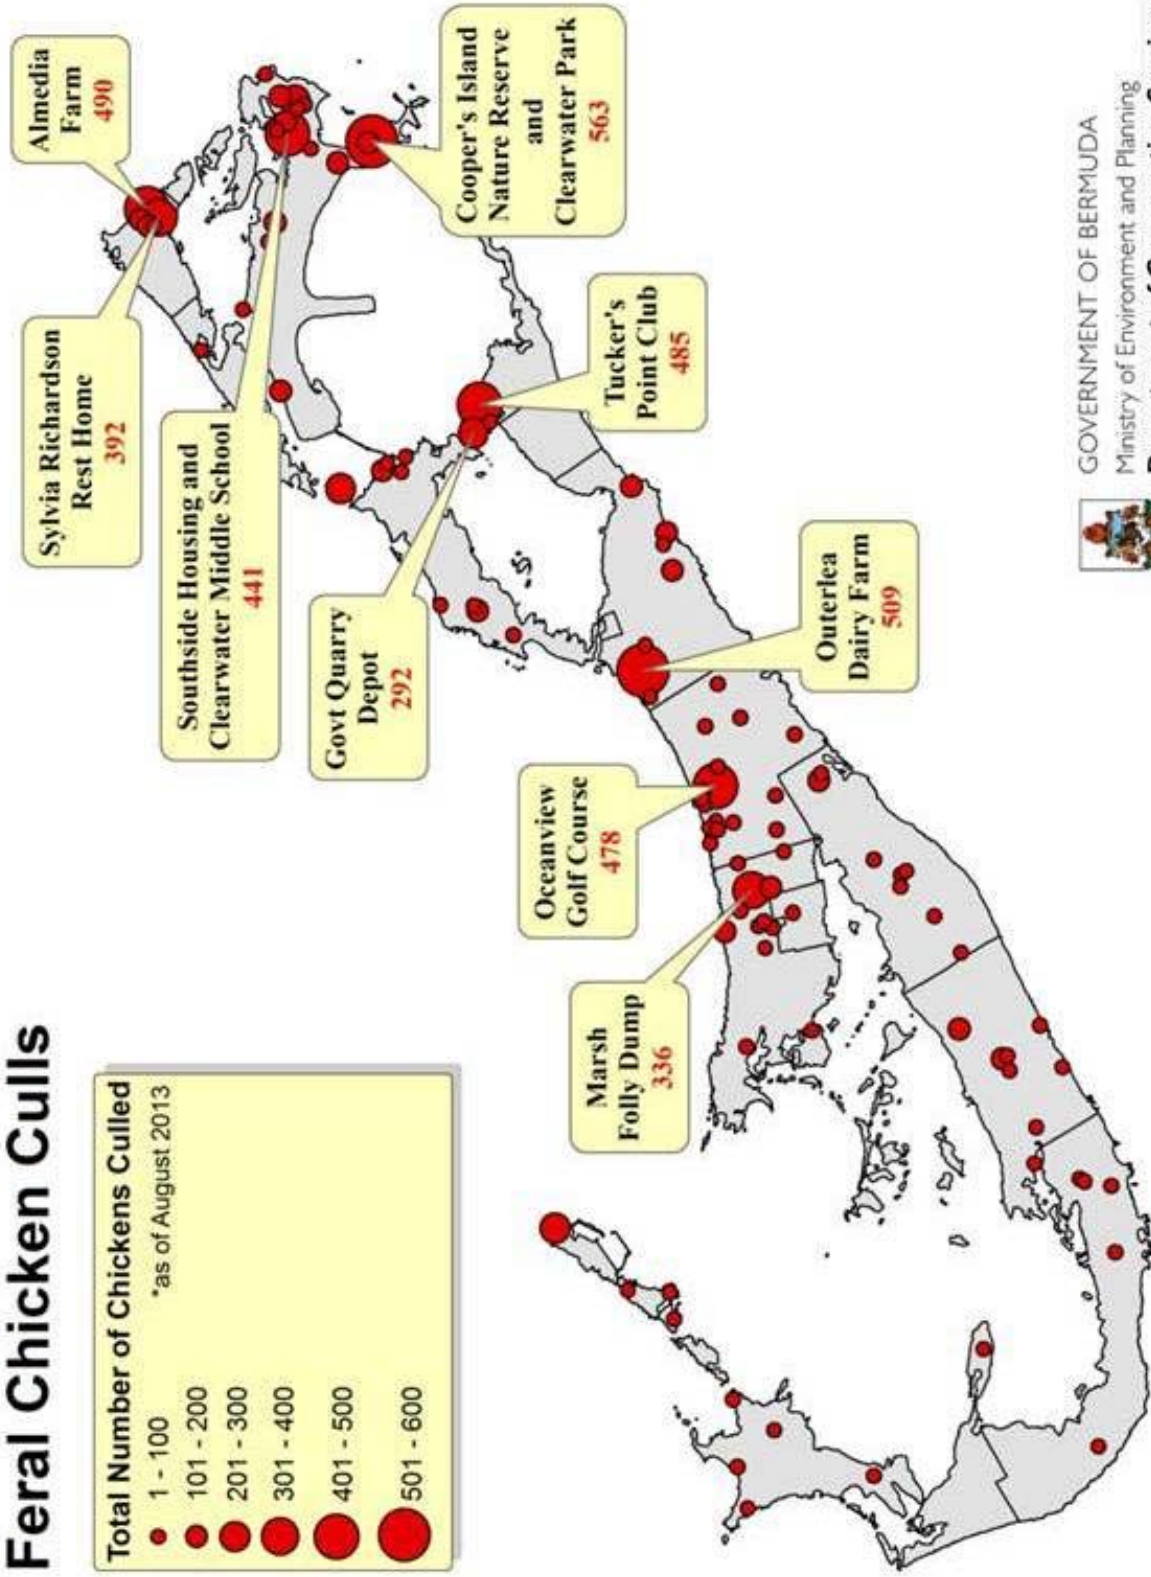 Feral Chicken Culls
Total Number of Chickens Culled
1 - 100
*as of August 2013
101 - 200
201 - 300
301 - 400
401 - 500
501 - 600
Almedia
Farm
490
Sylvia Richardson
Rest Home
392
Southside Housing and
Clearwater Middle School
441
Govt Quarry
Depot
292
Cooper's Island
Nature Reserve
and
Clearwater Park
563
Tucker's
Point Club
485
Oceanview
Golf Course
478
Outerlea
Dairy Farm
509
Marsh
Folly Dump
336
GOVERNMENT OF BERMUDA
Ministry of Environment and Planning